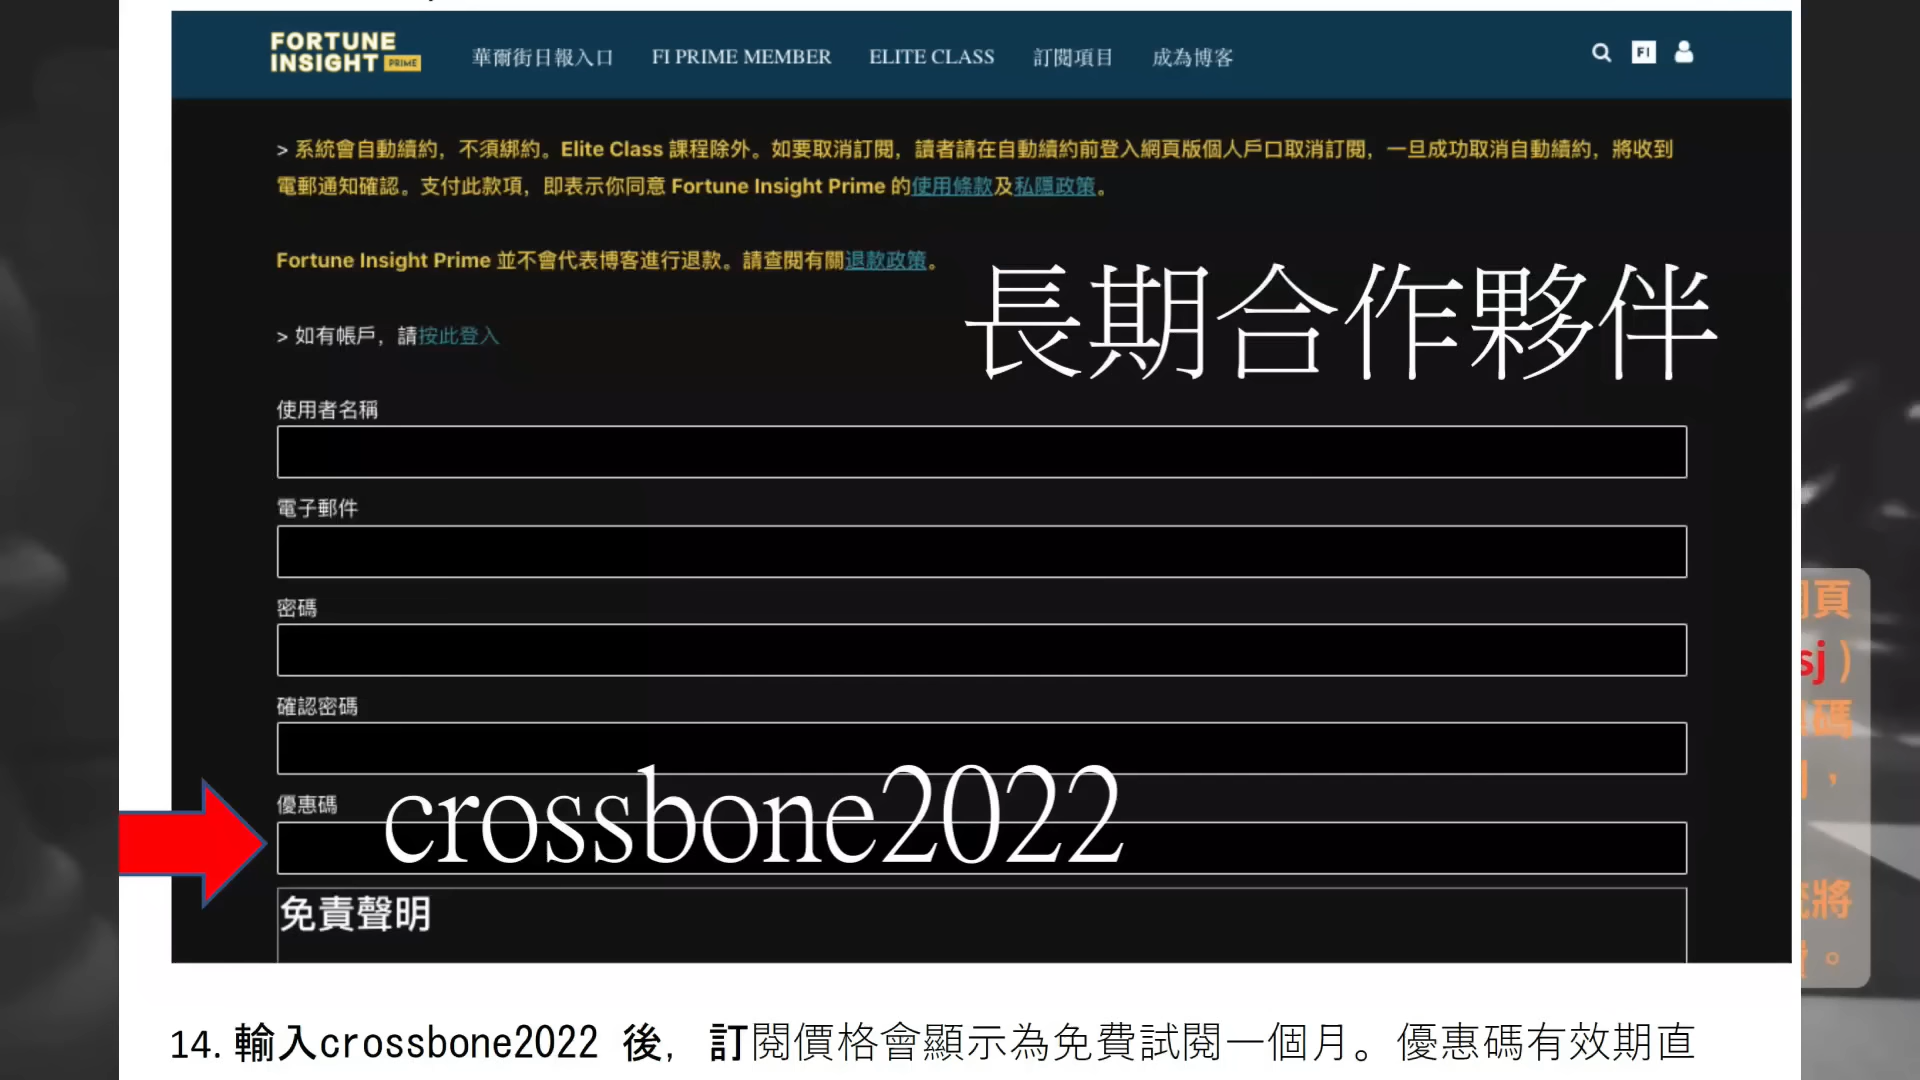 FORTUNE
INSIGHT PRIME
華爾街日報入口 FI PRIME MEMBER ELITE CLASS 訂閱項目 成為博客 FI
> 系統會自動續約，不須綁約。Elite Class 課程除外。如要取消訂閱，讀者請在自動續約前登入網頁版個人戶口取消訂閱，一旦成功取消自動續約，將收到
電郵通知確認。支付此款項，即表示你同意 Fortune Insight Prime 的使用條款及私隱政策。
Fortune Insight Prime 並不會代表博客進行退款。請查閱有關退款政策。
長期合作夥伴
> 如有帳戶，請按此登入
使用者名稱
電子郵件
密碼
確認密碼
優惠碼
crossbone2022
免責聲明
頁
sj )
碼
，
將
。
14. 輸入crossbone2022 後，訂閱價格會顯示為免費試閱一個月。優惠碼有效期直